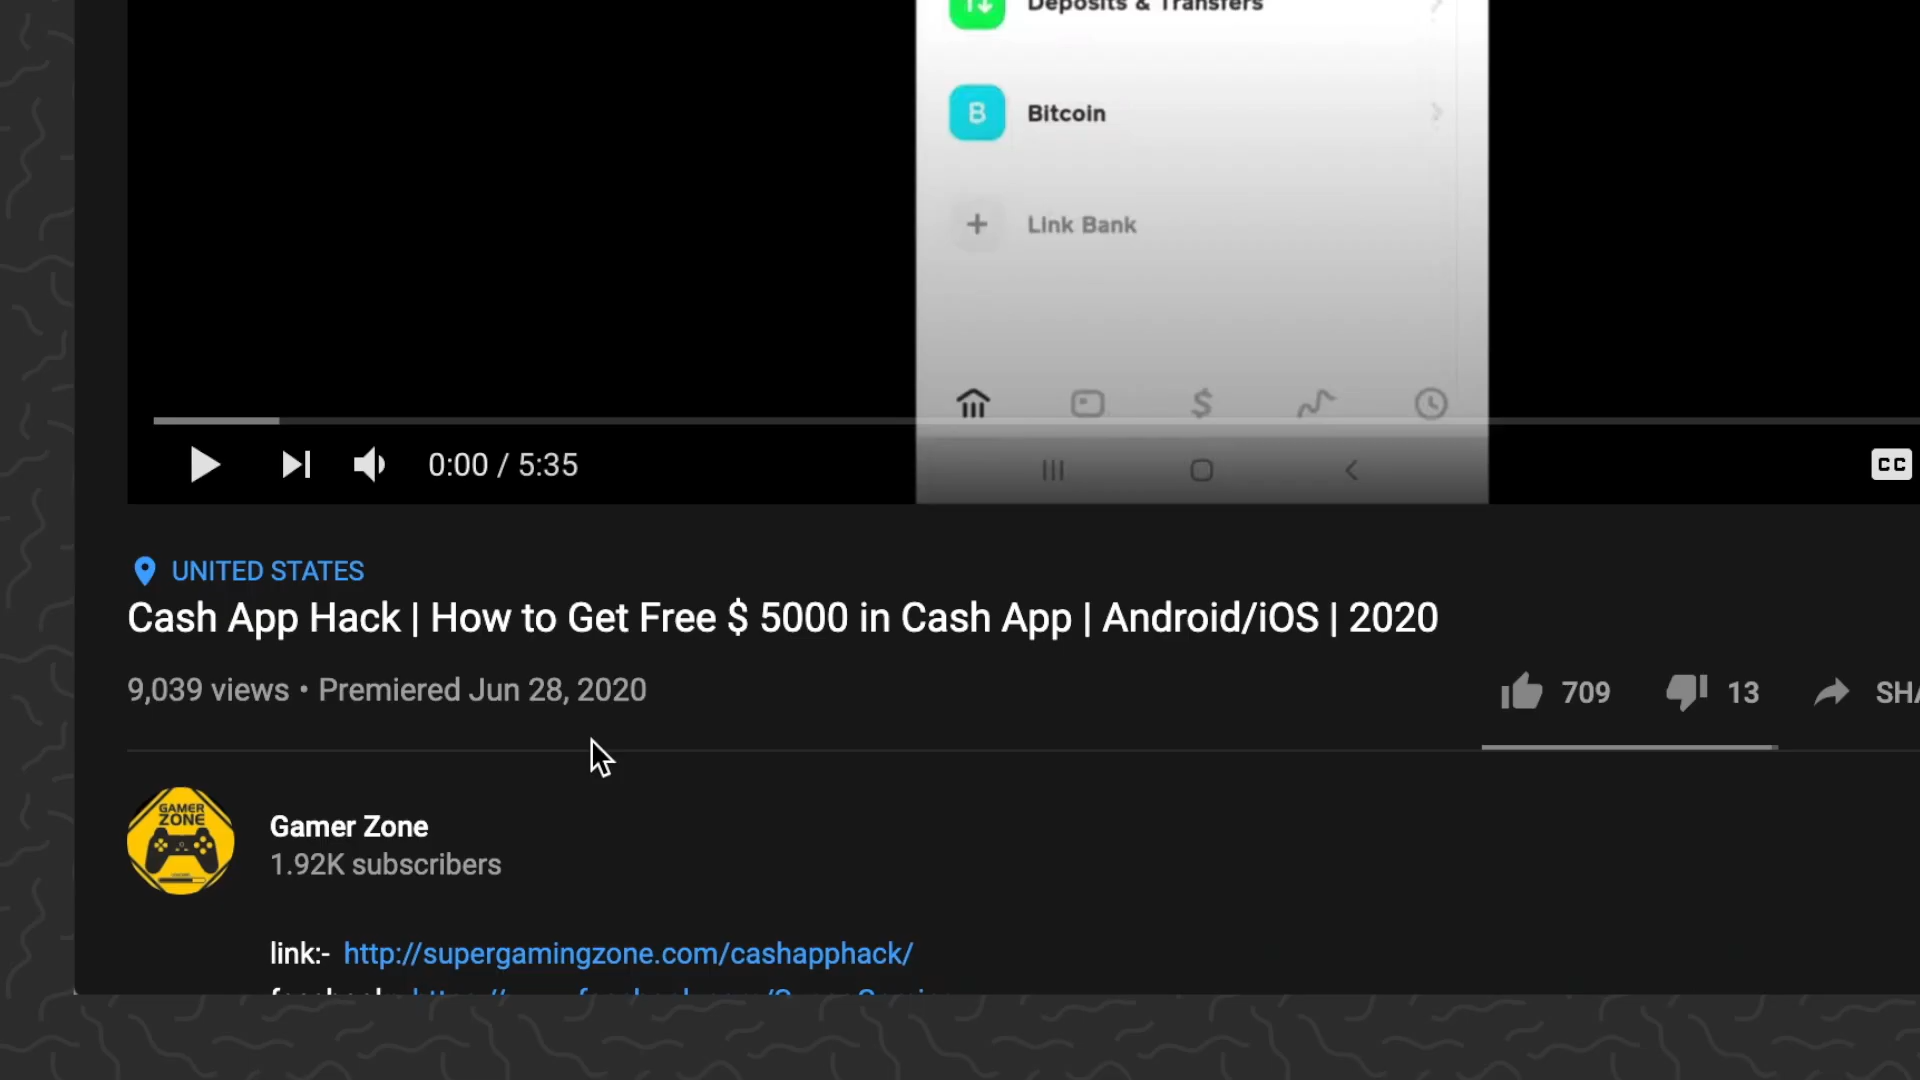 Deposits & Transfers
B Bitcoin
+ Link Bank
$
0:00 / 5:35
CC
UNITED STATES
Cash App Hack | How to Get Free $ 5000 in Cash App | Android/iOS | 2020
9,039 views • Premiered Jun 28, 2020
709
13
SHA
GAMER
ZONE
Gamer Zone
1.92K subscribers
link:- http://supergamingzone.com/cashapphack/